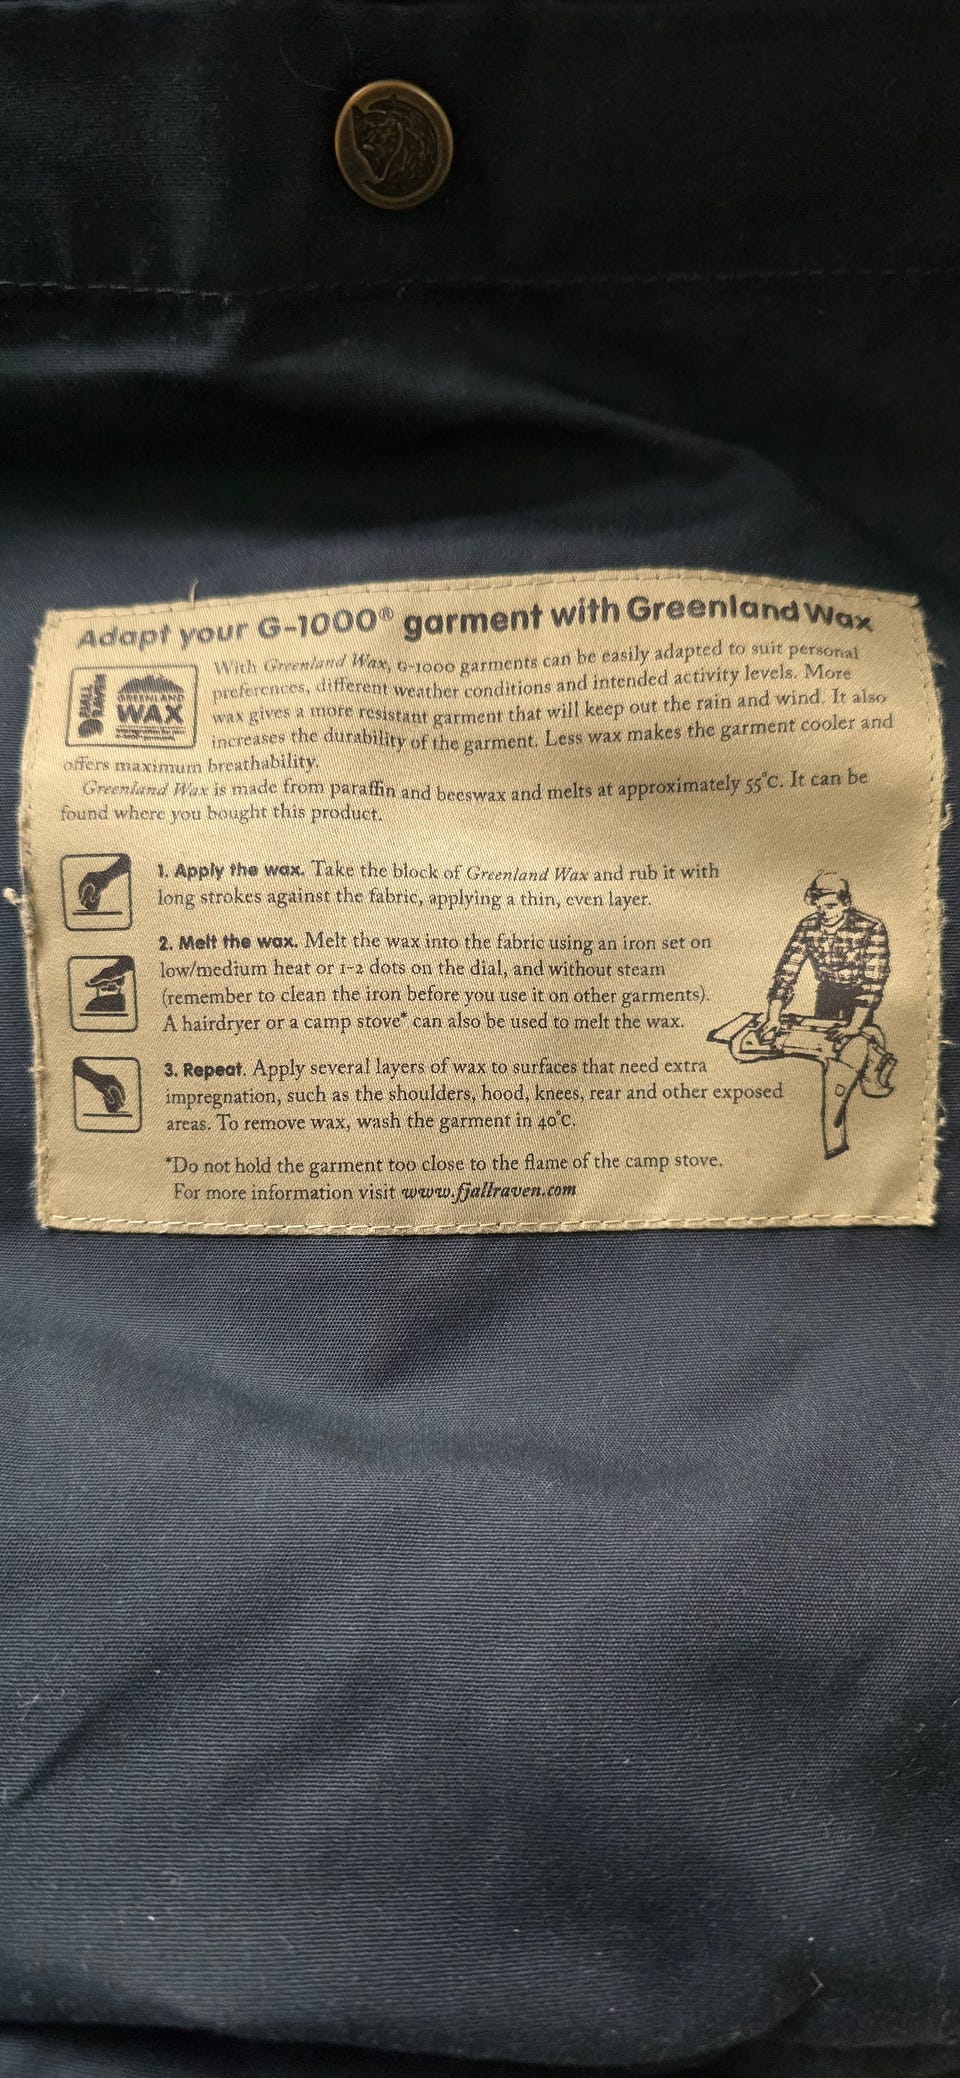 Adapt your G-1000® garment with Greenland Wax
FJÄLL
RÄVEN
GREENLAND
WAX
With Greenland Wax, G-1000 garments can be easily adapted to suit personal
preferences, different weather conditions and intended activity levels. More
wax gives a more resistant garment that will keep out the rain and wind. It also
increases the durability of the garment. Less wax makes the garment cooler and
offers maximum breathability.
Greenland Wax is made from paraffin and beeswax and melts at approximately 55°C. It can be
found where you bought this product.
1. Apply the wax. Take the block of Greenland Wax and rub it with
long strokes against the fabric, applying a thin, even layer.
2. Melt the wax. Melt the wax into the fabric using an iron set on
low/medium heat or 1-2 dots on the dial, and without steam
(remember to clean the iron before you use it on other garments).
A hairdryer or a camp stove* can also be used to melt the wax.
3. Repeat. Apply several layers of wax to surfaces that need extra
impregnation, such as the shoulders, hood, knees, rear and other exposed
areas. To remove wax, wash the garment in 40°C.
*Do not hold the garment too close to the flame of the camp stove.
For more information visit www.fjallraven.com